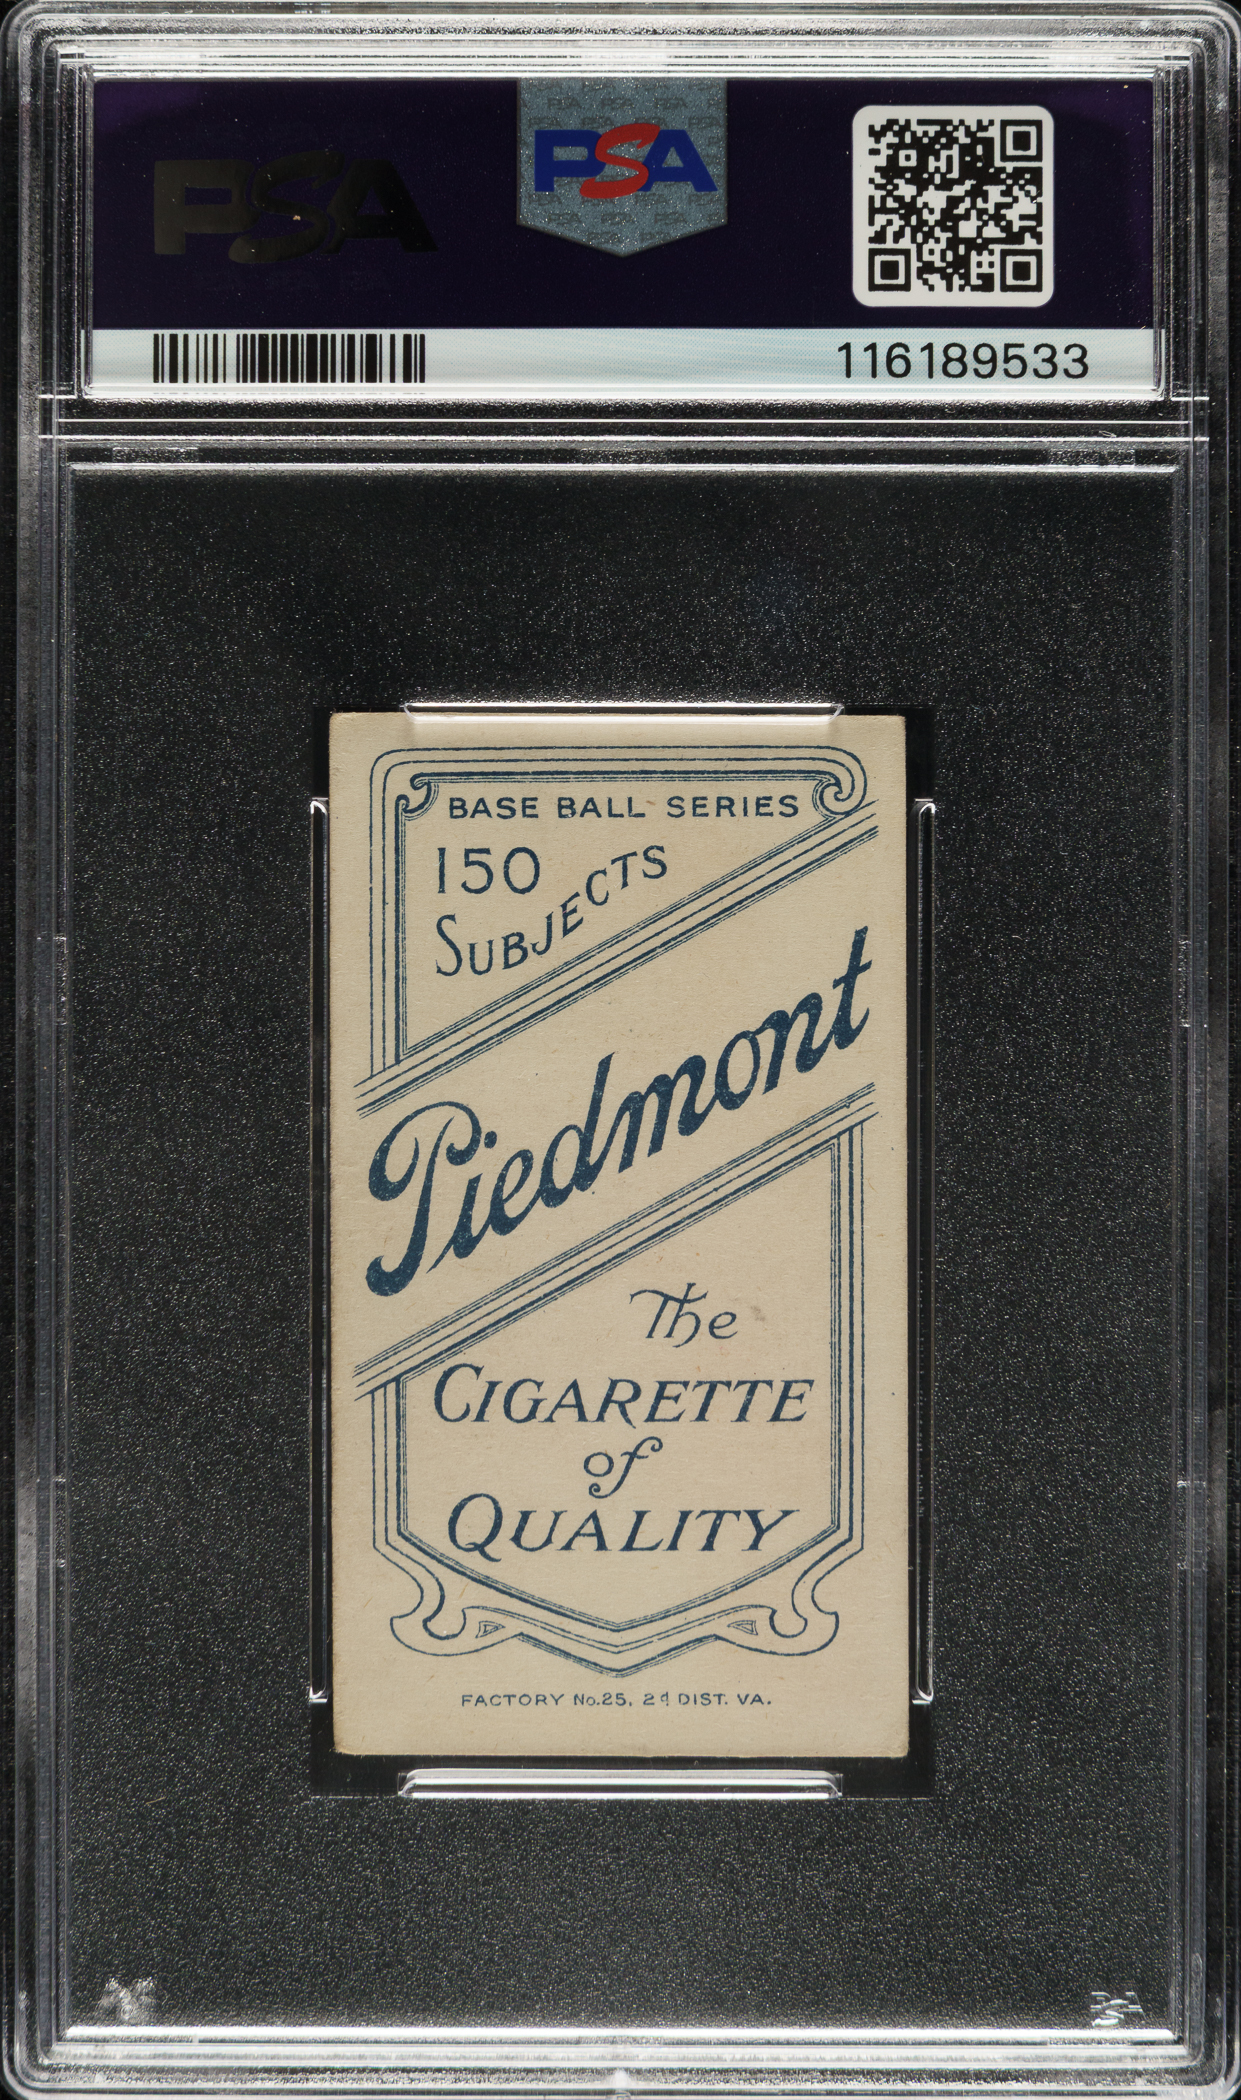 PSA
PSA
116189533
BASE BALL SERIES
150
SUBJECTS
Piedmont
The
CIGARETTE
of
QUALITY
FACTORY No.25, 2d DIST. VA.
PSA